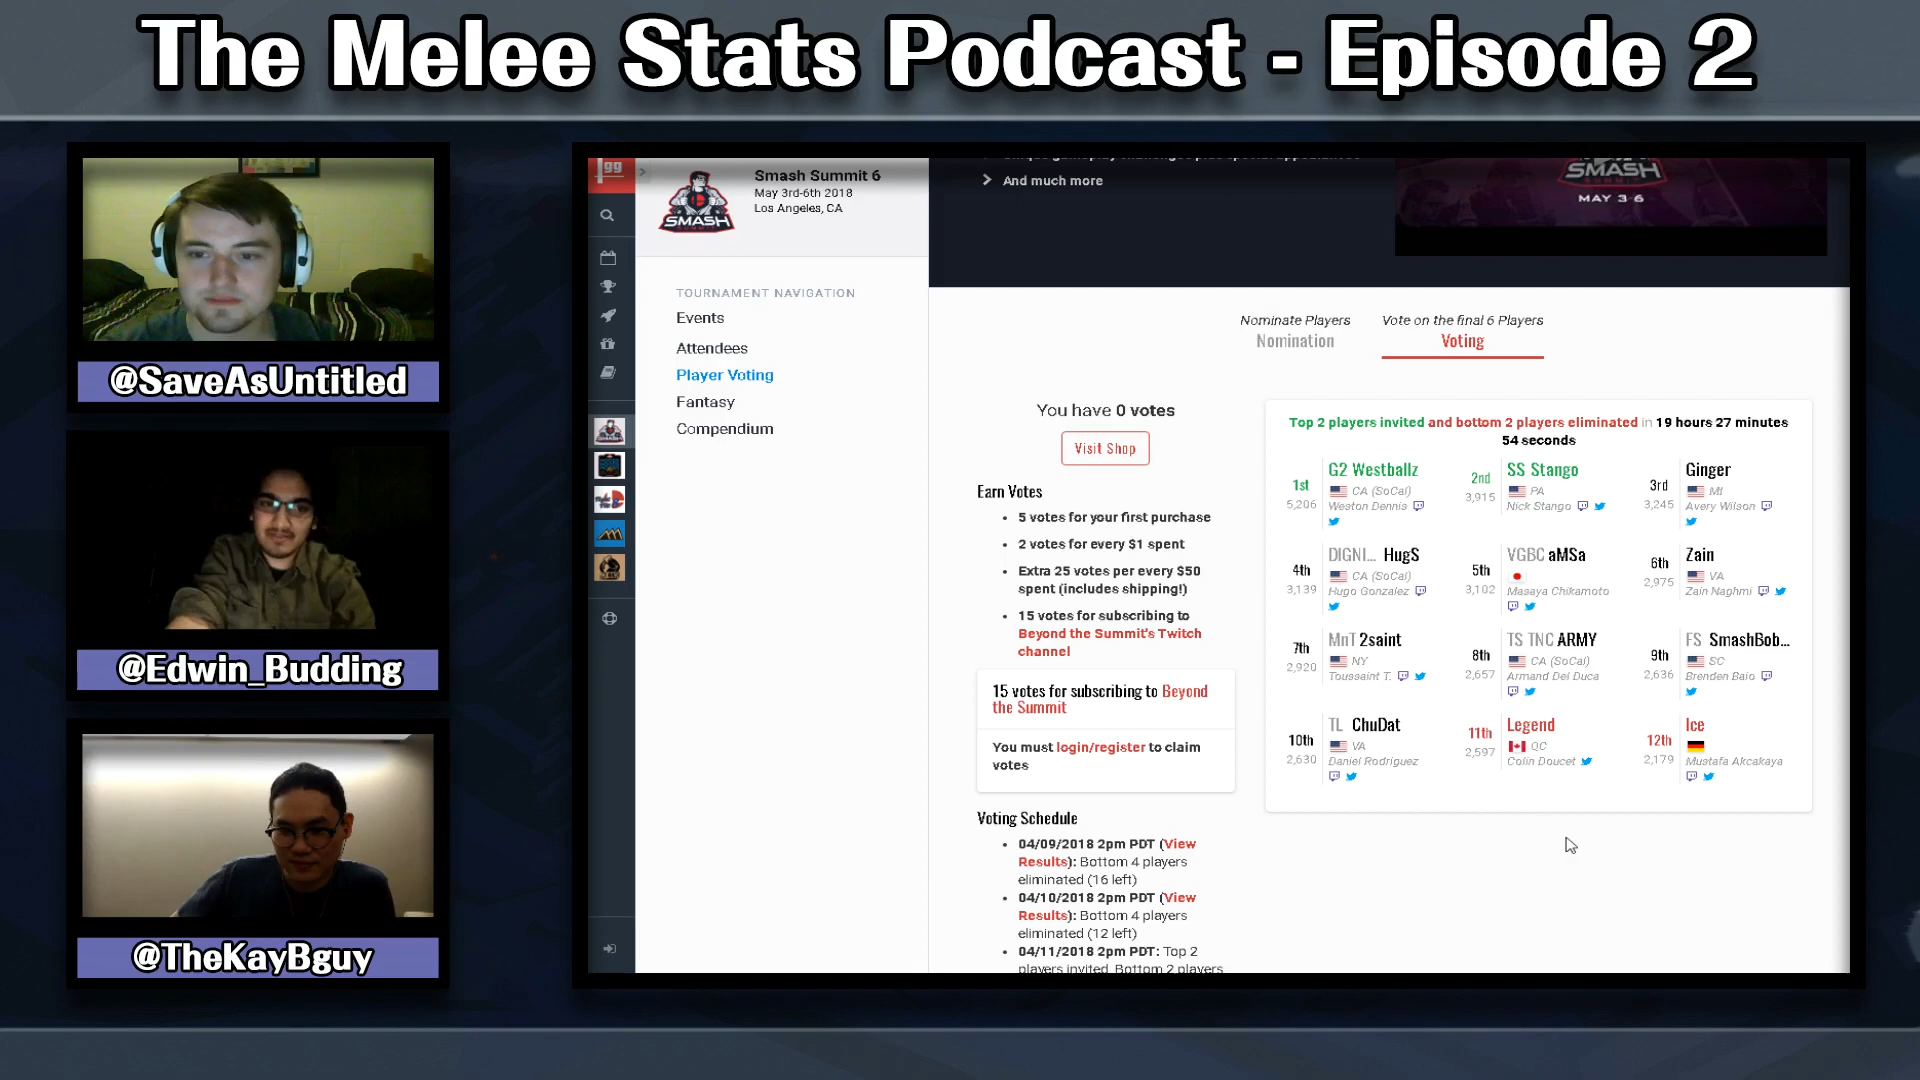 The Melee Stats Podcast - Episode 2
@SaveAsUntitled
@Edwin_Budding
@TheKayBguy
gg
SMASH
Smash Summit 6
May 3rd-6th 2018
Los Angeles, CA
TOURNAMENT NAVIGATION
Events
Attendees
Player Voting
Fantasy
Compendium
And much more
SMASH
SUMMIT
MAY 3-6
Nominate Players
Nomination
Vote on the final 6 Players
Voting
You have 0 votes
Visit Shop
Earn Votes
• 5 votes for your first purchase
• 2 votes for every $1 spent
• Extra 25 votes per every $50
spent (includes shipping!)
• 15 votes for subscribing to
Beyond the Summit's Twitch
channel
15 votes for subscribing to Beyond
the Summit
You must login/register to claim
votes
Voting Schedule
• 04/09/2018 2pm PDT (View
Results): Bottom 4 players
eliminated (16 left)
• 04/10/2018 2pm PDT (View
Results): Bottom 4 players
eliminated (12 left)
• 04/11/2018 2pm PDT: Top 2
players invited, Bottom 2 players
Top 2 players invited and bottom 2 players eliminated in 19 hours 27 minutes
54 seconds
1st
5,206
G2 Westballz
CA (SoCal)
Weston Dennis
2nd
3,915
SS Stango
PA
Nick Stango
3rd
3,245
Ginger
MI
Avery Wilson
4th
3,139
DIGNI... HugS
CA (SoCal)
Hugo Gonzalez
5th
3,102
VGBC aMSa
Masaya Chikamoto
6th
2,975
Zain
VA
Zain Naghmi
7th
2,920
MnT 2saint
NY
Toussaint T.
8th
2,657
TS TNC ARMY
CA (SoCal)
Armand Del Duca
9th
2,636
FS SmashBob...
SC
Brenden Baio
10th
2,630
TL ChuDat
VA
Daniel Rodriguez
11th
2,597
Legend
QC
Colin Doucet
12th
2,179
Ice
Mustafa Akcakaya